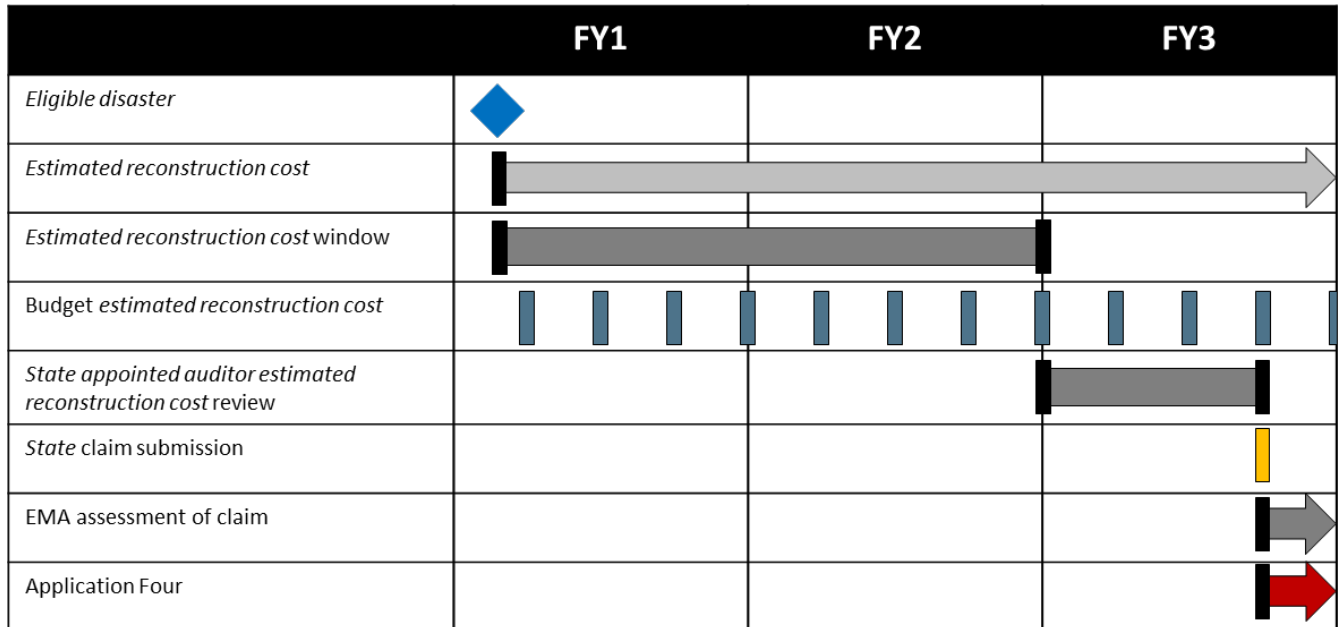 FY1 FY2 FY3
Eligible disaster
Estimated reconstruction cost
Estimated reconstruction cost window
Budget estimated reconstruction cost
State appointed auditor estimated
reconstruction cost review
State claim submission
EMA assessment of claim
Application Four